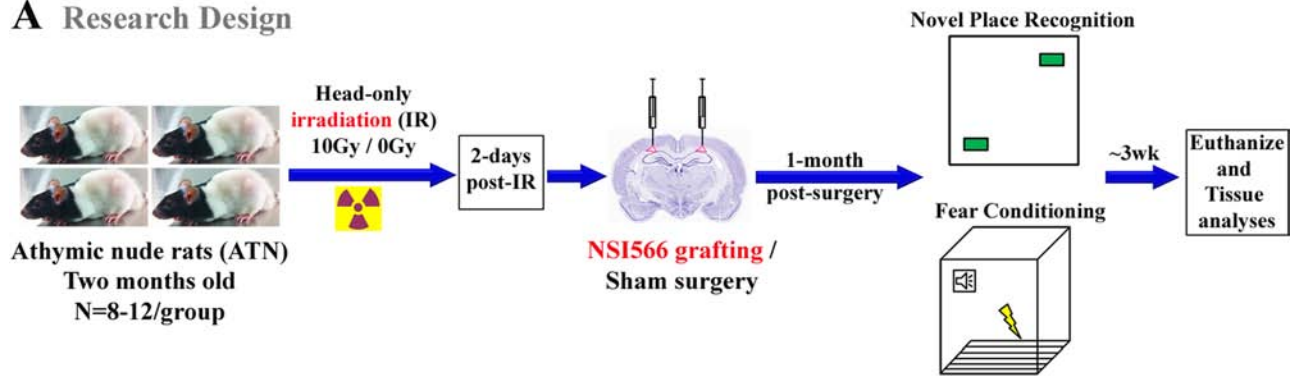 A Research Design
Athymic nude rats (ATN)
Two months old
N=8-12/group
Head-only
irradiation (IR)
10Gy / 0Gy
2-days
post-IR
NSI566 grafting /
Sham surgery
1-month
post-surgery
Novel Place Recognition
Fear Conditioning
~3wk
Euthanize
and
Tissue
analyses